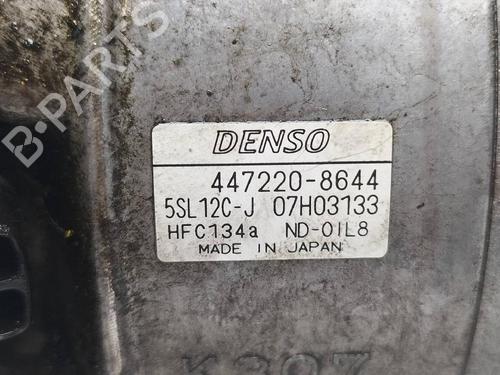 B-PARTS
DENSO
447220-8644
5SL12C-J 07H03133
HFC134a ND-OIL8
MADE IN JAPAN